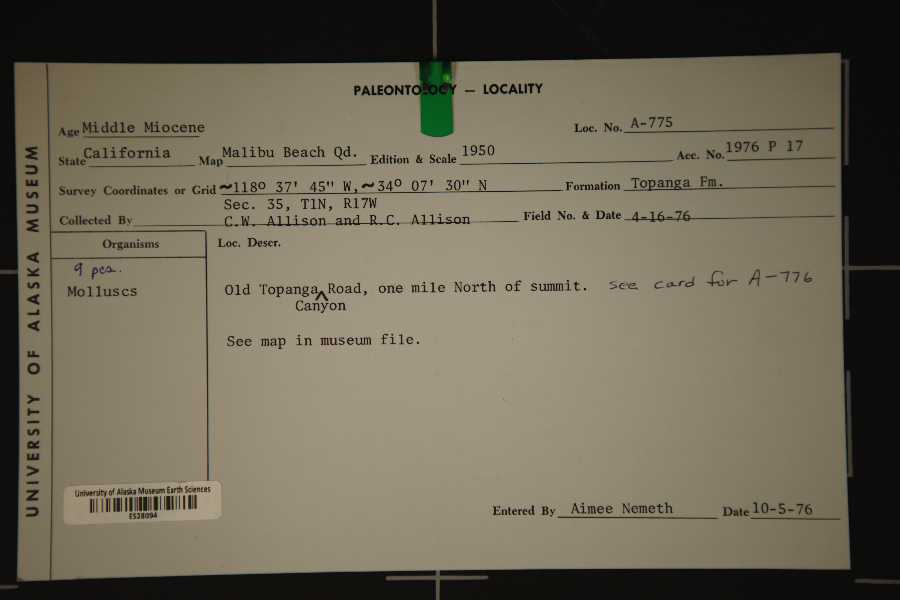 PALEONTOLOGY — LOCALITY
Age Middle Miocene Loc. No. A-775
State California Map Malibu Beach Qd. Edition & Scale 1950 Acc. No. 1976 P 17
Survey Coordinates or Grid ~118° 37' 45" W, ~34° 07' 30" N Formation Topanga Fm.
Sec. 35, T1N, R17W
Collected By C.W. Allison and R.C. Allison Field No. & Date 4-16-76
Organisms Loc. Descr.
9 pcs.
Molluscs Old Topanga^Road, one mile North of summit. see card for A-776
Canyon
See map in museum file.
University of Alaska Museum Earth Sciences
ES28094
Entered By Aimee Nemeth Date 10-5-76
UNIVERSITY OF ALASKA MUSEUM